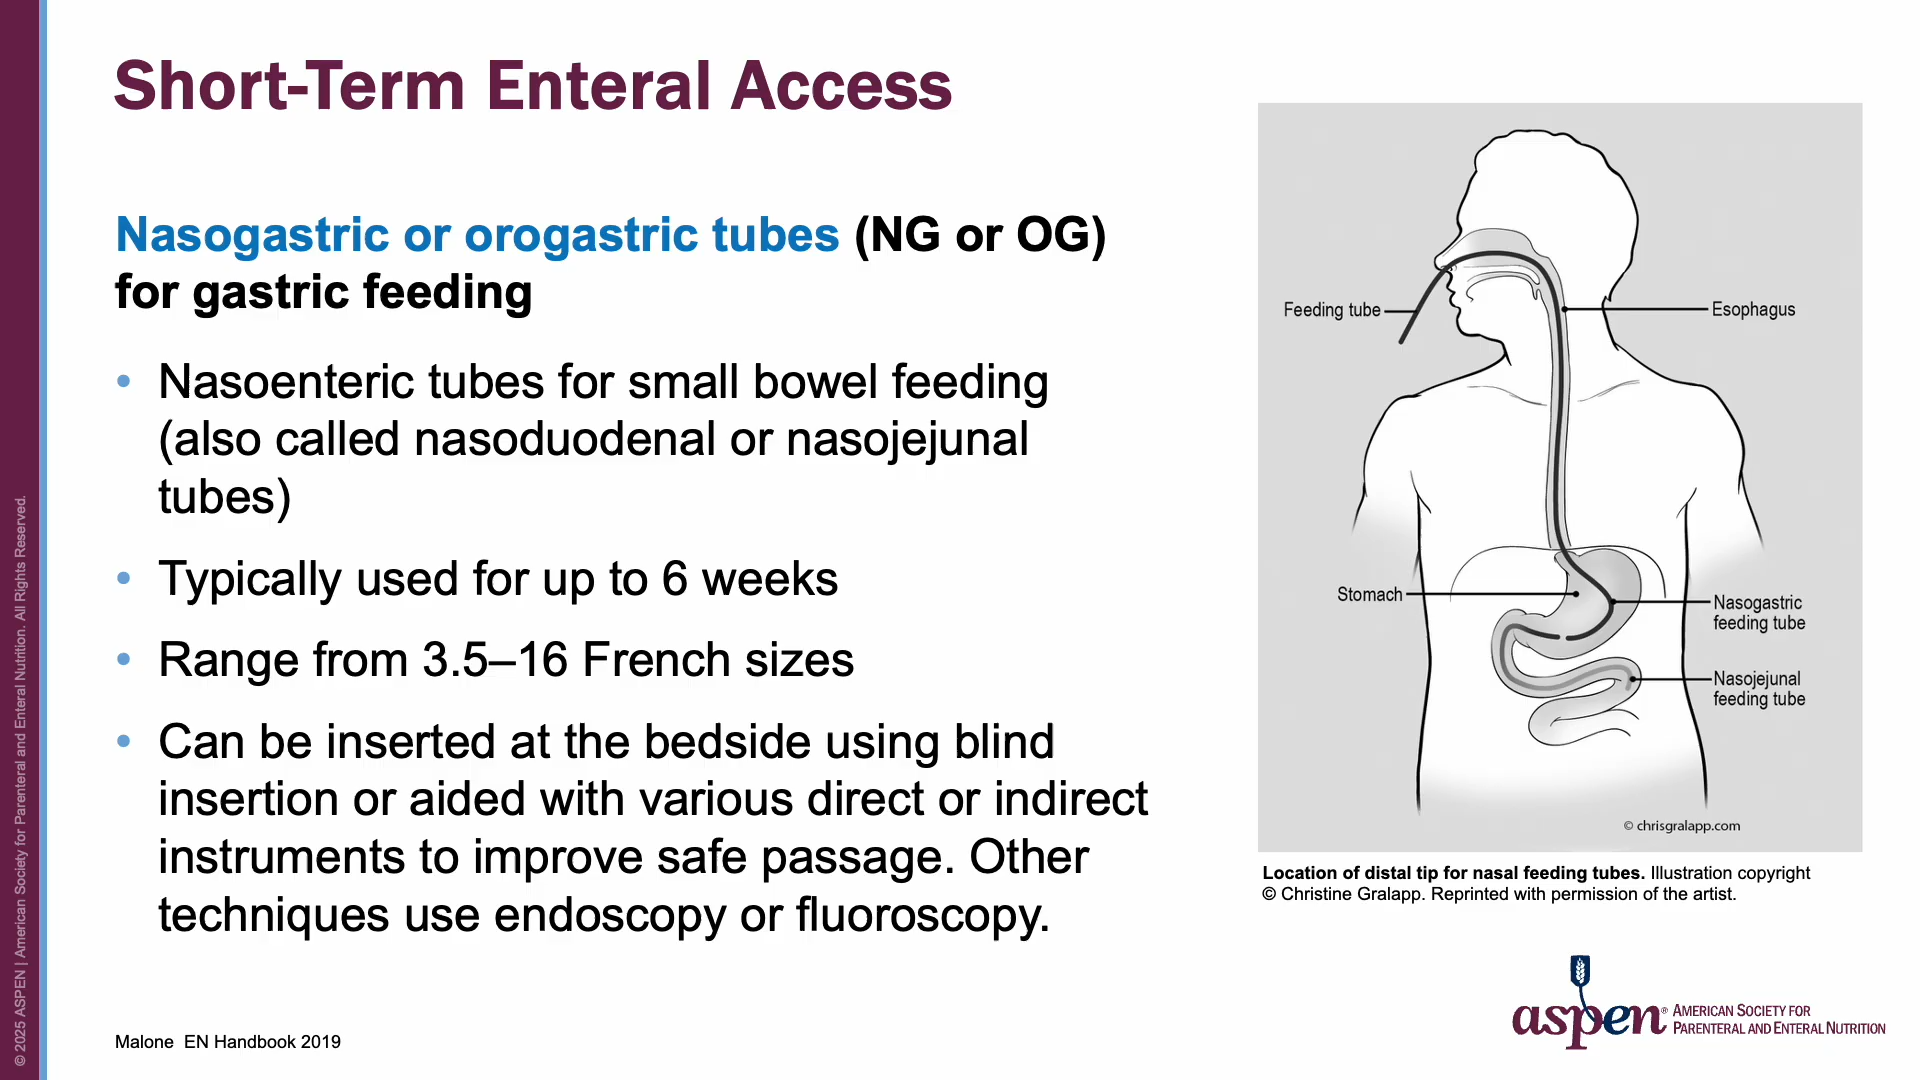 Short-Term Enteral Access
Nasogastric or orogastric tubes (NG or OG)
for gastric feeding
• Nasoenteric tubes for small bowel feeding
(also called nasoduodenal or nasojejunal
tubes)
• Typically used for up to 6 weeks
• Range from 3.5–16 French sizes
• Can be inserted at the bedside using blind
insertion or aided with various direct or indirect
instruments to improve safe passage. Other
techniques use endoscopy or fluoroscopy.
Malone EN Handbook 2019
Feeding tube
Esophagus
Stomach
Nasogastric
feeding tube
Nasojejunal
feeding tube
© chrisgralapp.com
Location of distal tip for nasal feeding tubes. Illustration copyright
© Christine Gralapp. Reprinted with permission of the artist.
aspen®
AMERICAN SOCIETY FOR
PARENTERAL AND ENTERAL NUTRITION
© 2025 ASPEN | American Society for Parenteral and Enteral Nutrition. All Rights Reserved.